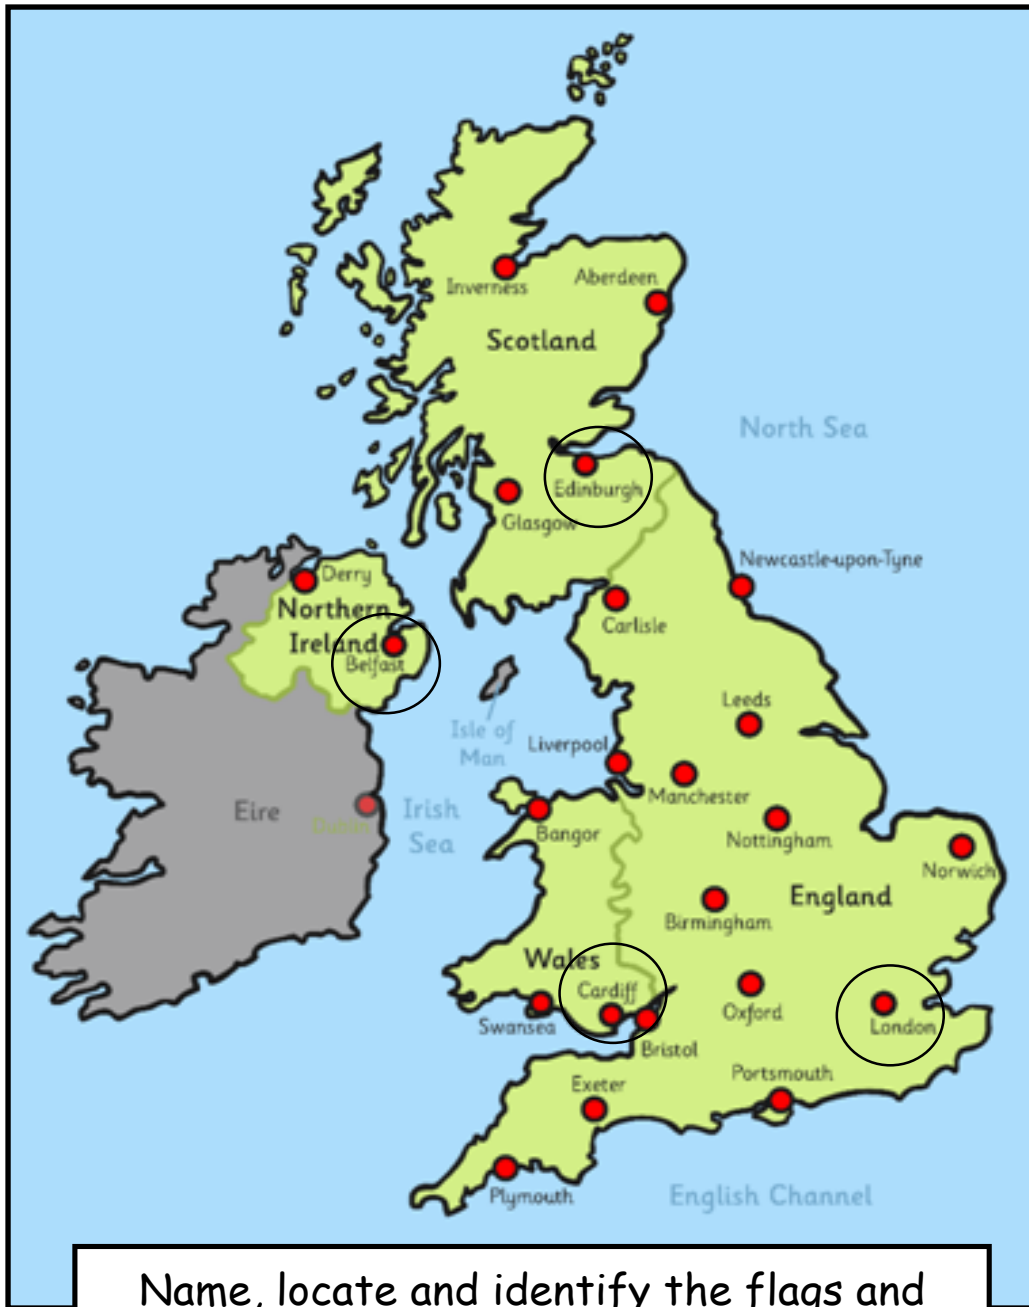 Inverness
Aberdeen
Scotland
North Sea
Edinburgh
Glasgow
Newcastle-upon-Tyne
Derry
Northern
Ireland
Belfast
Carlisle
Isle of
Man
Leeds
Liverpool
Manchester
Eire
Dublin
Irish
Sea
Bangor
Nottingham
Norwich
England
Birmingham
Wales
Cardiff
Swansea
Bristol
Oxford
London
Exeter
Portsmouth
Plymouth
English Channel
Name, locate and identify the flags and